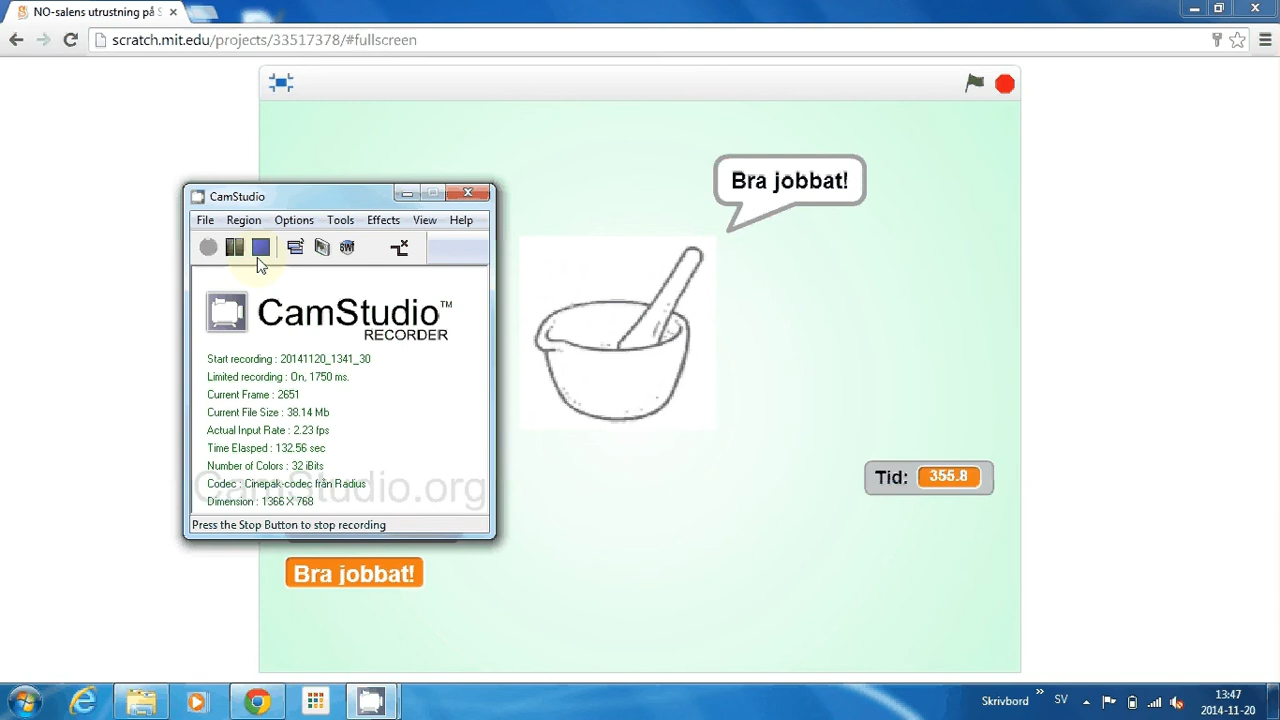 NO-salens utrustning på S
scratch.mit.edu/projects/33517378/#fullscreen
Bra jobbat!
CamStudio
File Region Options Tools Effects View Help
CamStudio™
RECORDER
Start recording : 20141120_1341_30
Limited recording : On, 1750 ms.
Current Frame : 2651
Current File Size : 38.14 Mb
Actual Input Rate : 2.23 fps
Time Elasped : 132.56 sec
Number of Colors : 32 iBits
Codec : Cinepak-codec från Radius
Dimension : 1366 X 768
CamStudio.org
Press the Stop Button to stop recording
Tid: 355.8
Bra jobbat!
Skrivbord » SV 13:47
2014-11-20